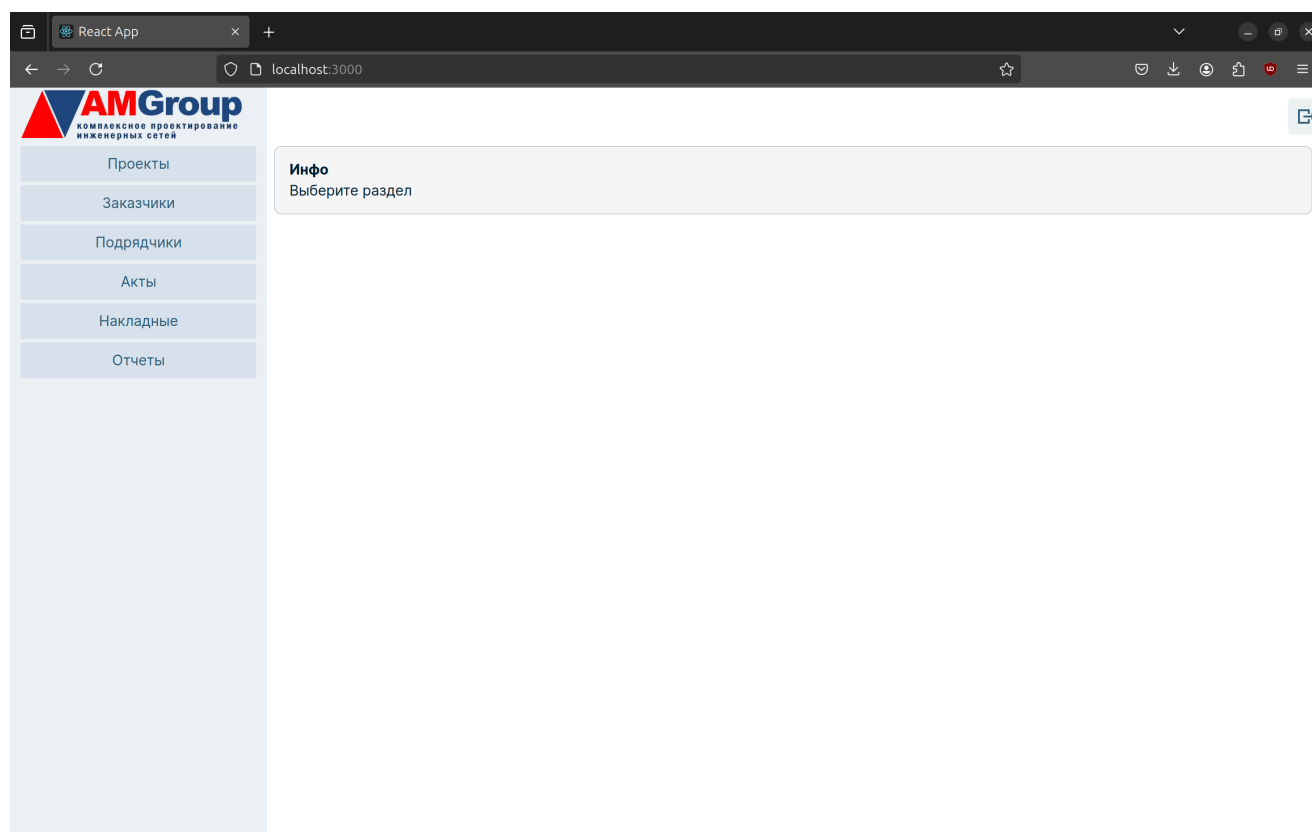 React App
localhost:3000
AMGroup
комплексное проектирование
инженерных сетей
Проекты
Заказчики
Подрядчики
Акты
Накладные
Отчеты
Инфо
Выберите раздел